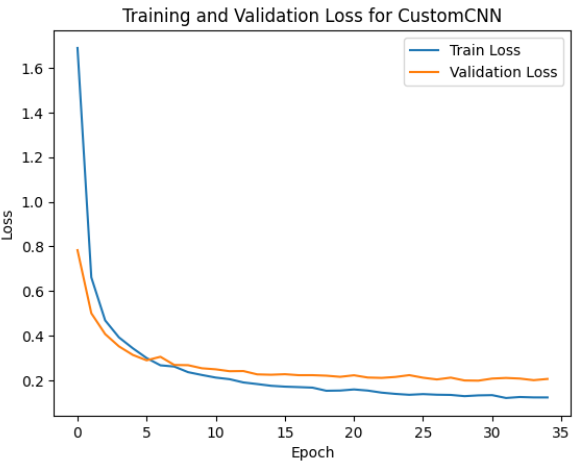 Training and Validation Loss for CustomCNN
Train Loss
Validation Loss
Loss
1.6
1.4
1.2
1.0
0.8
0.6
0.4
0.2
0 5 10 15 20 25 30 35
Epoch